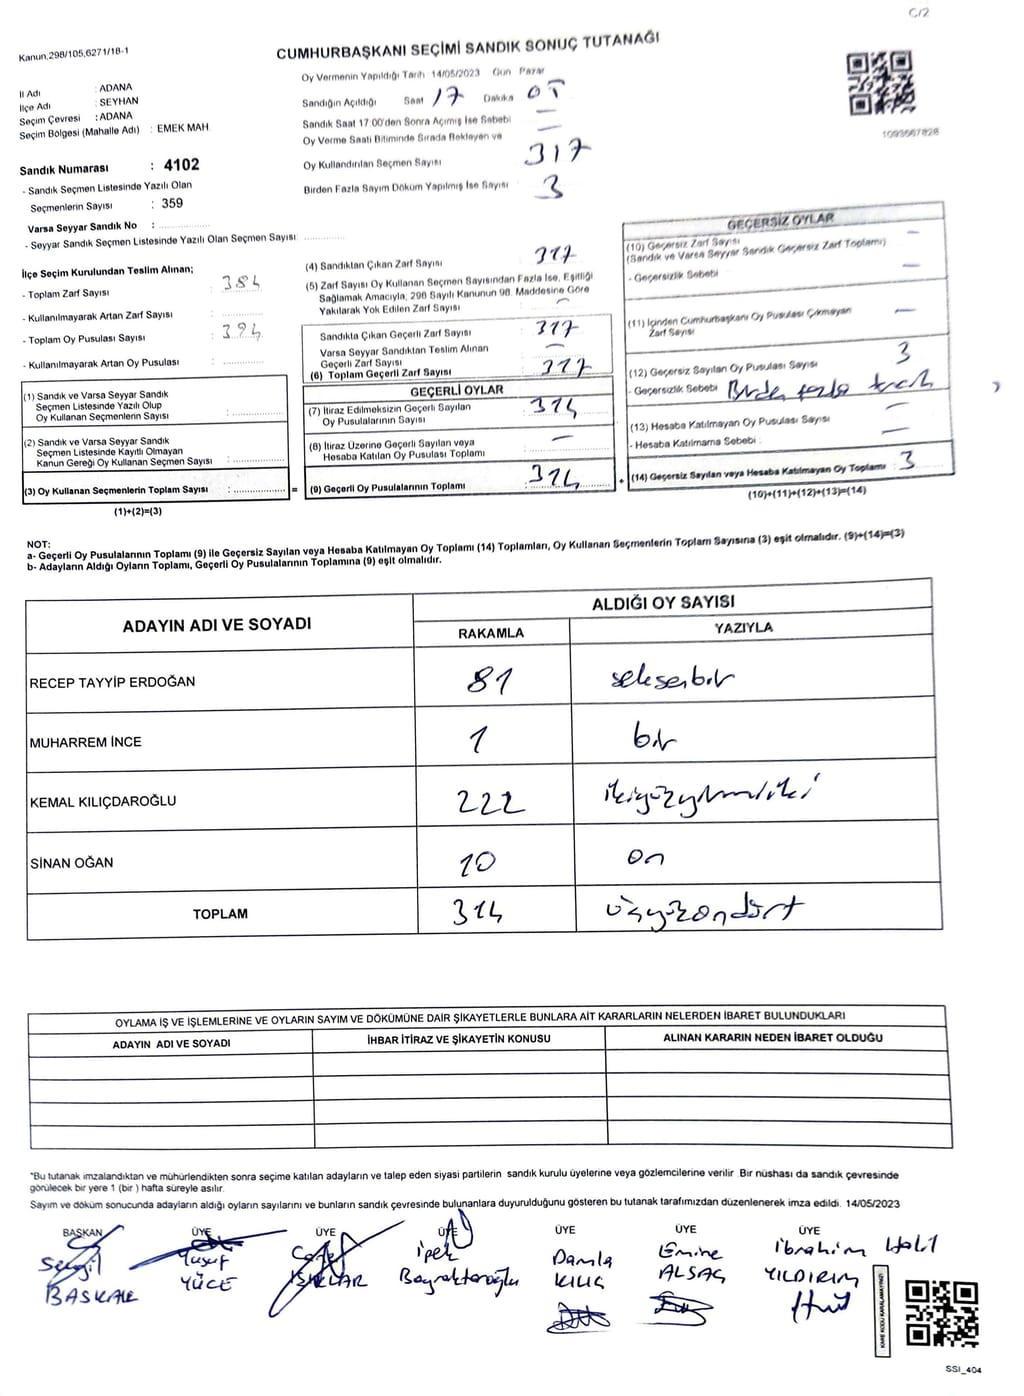 C/2
Kanun,298/105,6271/18-1
CUMHURBAŞKANI SEÇİMİ SANDIK SONUÇ TUTANAĞI
İl Adı : ADANA
İlçe Adı : SEYHAN
Seçim Çevresi : ADANA
Seçim Bölgesi (Mahalle Adı) : EMEK MAH.
Oy Vermenin Yapıldığı Tarih 14/05/2023 Gün Pazar
Sandığın Açıldığı Saat 17 Dakika
Sandık Saat 17:00'den Sonra Açmış İse Sebebi —
Oy Verme Saati Bitiminde Sırada Bekleyen ve —
Oy Kullandırılan Seçmen Sayısı 317
Birden Fazla Sayım Döküm Yapılmış İse Sayısı 3
1093667828
Sandık Numarası : 4102
- Sandık Seçmen Listesinde Yazılı Olan
Seçmenlerin Sayısı : 359
Varsa Seyyar Sandık No :
- Seyyar Sandık Seçmen Listesinde Yazılı Olan Seçmen Sayısı
İlçe Seçim Kurulundan Teslim Alınan;
- Toplam Zarf Sayısı : 384
- Kullanılmayarak Artan Zarf Sayısı :
- Toplam Oy Pusulası Sayısı : 394
- Kullanılmayarak Artan Oy Pusulası :
(1) Sandık ve Varsa Seyyar Sandık
Seçmen Listesinde Yazılı Olup
Oy Kullanan Seçmenlerin Sayısı :
(2) Sandık ve Varsa Seyyar Sandık
Seçmen Listesinde Kayıtlı Olmayan
Kanun Gereği Oy Kullanan Seçmen Sayısı :
(3) Oy Kullanan Seçmenlerin Toplam Sayısı : =
(1)+(2)=(3)
(4) Sandıktan Çıkan Zarf Sayısı 317
(5) Zarf Sayısı Oy Kullanan Seçmen Sayısından Fazla İse, Eşitliği
Sağlamak Amacıyla, 298 Sayılı Kanunun 98. Maddesine Göre
Yakılarak Yok Edilen Zarf Sayısı : —
Sandıkta Çıkan Geçerli Zarf Sayısı 317
Varsa Seyyar Sandıktan Teslim Alınan
Geçerli Zarf Sayısı : —
(6) Toplam Geçerli Zarf Sayısı 317
GEÇERLİ OYLAR
(7) İtiraz Edilmeksizin Geçerli Sayılan
Oy Pusulalarının Sayısı : 314
(8) İtiraz Üzerine Geçerli Sayılan veya
Hesaba Katılan Oy Pusulası Toplamı —
(9) Geçerli Oy Pusulalarının Toplamı : 314 +
GEÇERSİZ OYLAR
(10) Geçersiz Zarf Sayısı —
(Sandık ve Varsa Seyyar Sandık Geçersiz Zarf Toplamı)
- Geçersizlik Sebebi —
(11) İçinden Cumhurbaşkanı Oy Pusulası Çıkmayan
Zarf Sayısı —
(12) Geçersiz Sayılan Oy Pusulası Sayısı 3
- Geçersizlik Sebebi Birden fazla tercih
(13) Hesaba Katılmayan Oy Pusulası Sayısı —
- Hesaba Katılmama Sebebi : —
(14) Geçersiz Sayılan veya Hesaba Katılmayan Oy Toplamı 3
(10)+(11)+(12)+(13)=(14)
NOT:
a- Geçerli Oy Pusulalarının Toplamı (9) ile Geçersiz Sayılan veya Hesaba Katılmayan Oy Toplamı (14) Toplamları, Oy Kullanan Seçmenlerin Toplam Sayısına (3) eşit olmalıdır. (9)+(14)=(3)
b- Adayların Aldığı Oyların Toplamı, Geçerli Oy Pusulalarının Toplamına (9) eşit olmalıdır.
ADAYIN ADI VE SOYADI
ALDIĞI OY SAYISI
RAKAMLA YAZIYLA
RECEP TAYYİP ERDOĞAN 81 seksenbir
MUHARREM İNCE 1 bir
KEMAL KILIÇDAROĞLU 222 ikiyüzyirmiiki
SİNAN OĞAN 10 on
TOPLAM 314 üçyüzondört
OYLAMA İŞ VE İŞLEMLERİNE VE OYLARIN SAYIM VE DÖKÜMÜNE DAİR ŞİKAYETLERLE BUNLARA AİT KARARLARIN NELERDEN İBARET BULUNDUKLARI
ADAYIN ADI VE SOYADI İHBAR İTİRAZ VE ŞİKAYETİN KONUSU ALINAN KARARIN NEDEN İBARET OLDUĞU
*Bu tutanak imzalandıktan ve mühürlendikten sonra seçime katılan adayların ve talep eden siyasi partilerin sandık kurulu üyelerine veya gözlemcilerine verilir. Bir nüshası da sandık çevresinde
görülecek bir yere 1 (bir ) hafta süreyle asılır.
Sayım ve döküm sonucunda adayların aldığı oyların sayılarını ve bunların sandık çevresinde bulunanlara duyurulduğunu gösteren bu tutanak tarafımızdan düzenlenerek imza edildi. 14/05/2023
BAŞKAN ÜYE ÜYE ÜYE ÜYE ÜYE ÜYE
Sevgil Yusuf Caner İpek Damla Emine İbrahim Halil
BAŞKALE YÜCE IŞIKLAR Bayraktaroğlu KILIÇ ALSAÇ YILDIRIM
KARE KODU KARALAMAYINIZ!
SSI_404